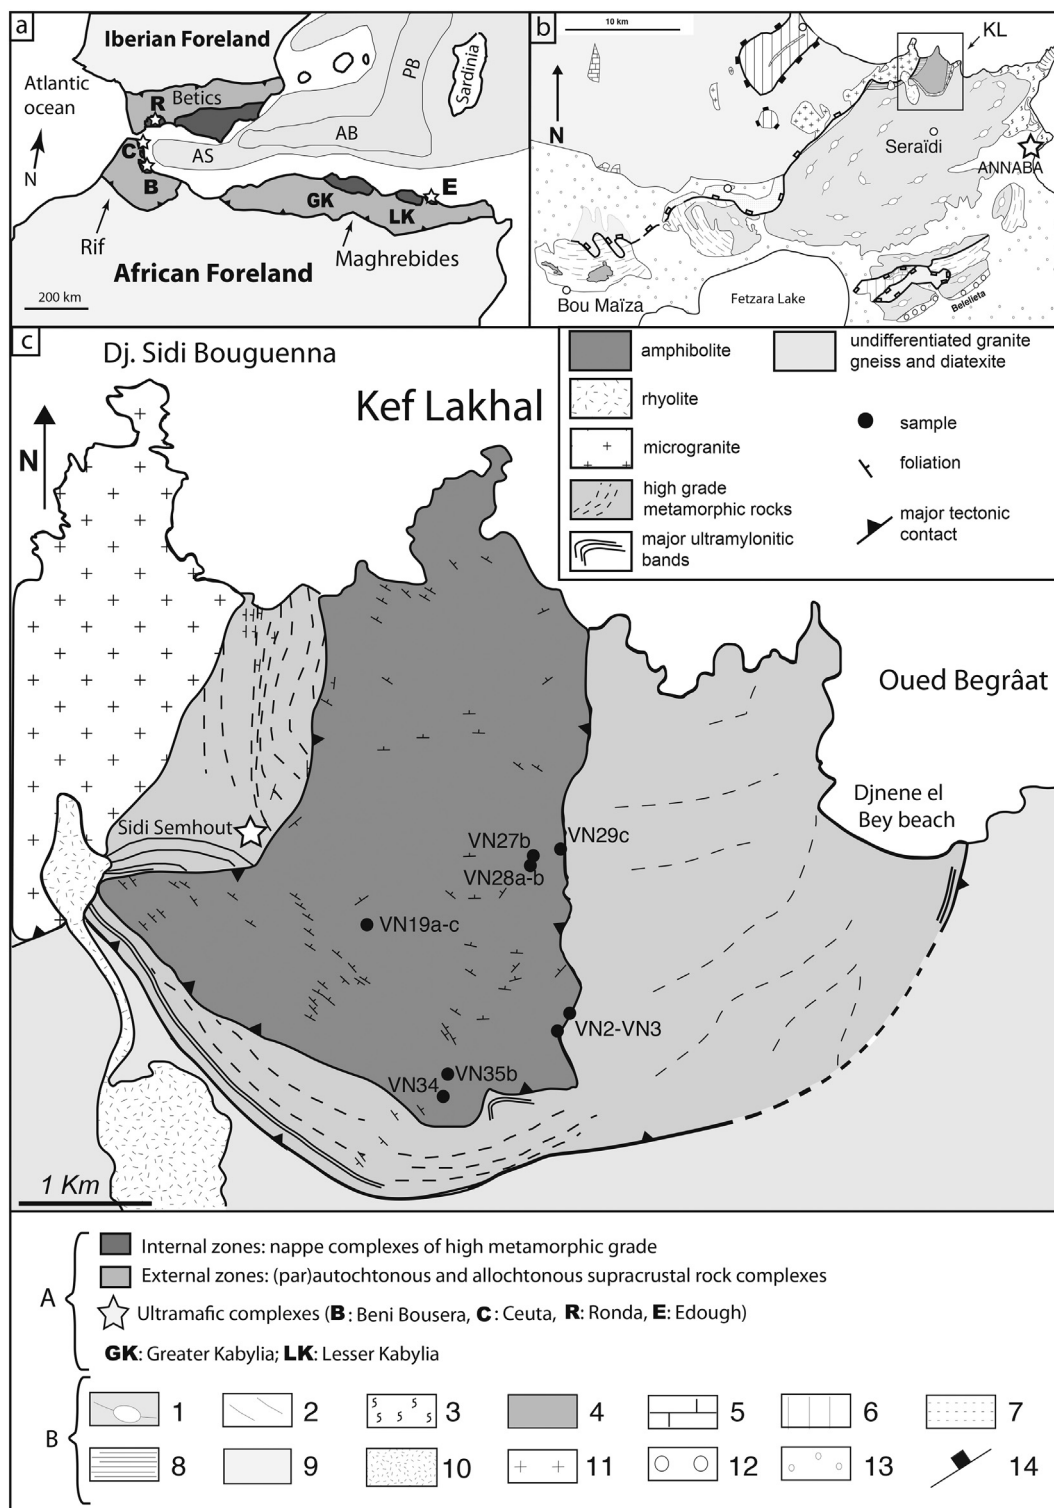 a
Iberian Foreland
Atlantic
ocean
R
Betics
PB
Sardinia
AB
AS
C
B
N
GK
LK
E
Rif
Maghrebides
African Foreland
200 km
b
10 km
KL
N
Seraïdi
ANNABA
Bou Maïza
Fetzara Lake
Belelieta
c
Dj. Sidi Bouguenna
Kef Lakhal
N
amphibolite
undifferentiated granite
gneiss and diatexite
rhyolite
sample
microgranite
foliation
high grade
metamorphic rocks
major tectonic
contact
major ultramylonitic
bands
Oued Begrâat
Djnene el
Bey beach
Sidi Semhout
VN27b
VN29c
VN28a-b
VN19a-c
VN2-VN3
VN35b
VN34
1 Km
A
Internal zones: nappe complexes of high metamorphic grade
External zones: (par)autochtonous and allochtonous supracrustal rock complexes
Ultramafic complexes (B: Beni Bousera, C: Ceuta, R: Ronda, E: Edough)
GK: Greater Kabylia; LK: Lesser Kabylia
B
1 2 3 4 5 6 7
8 9 10 11 12 13 14